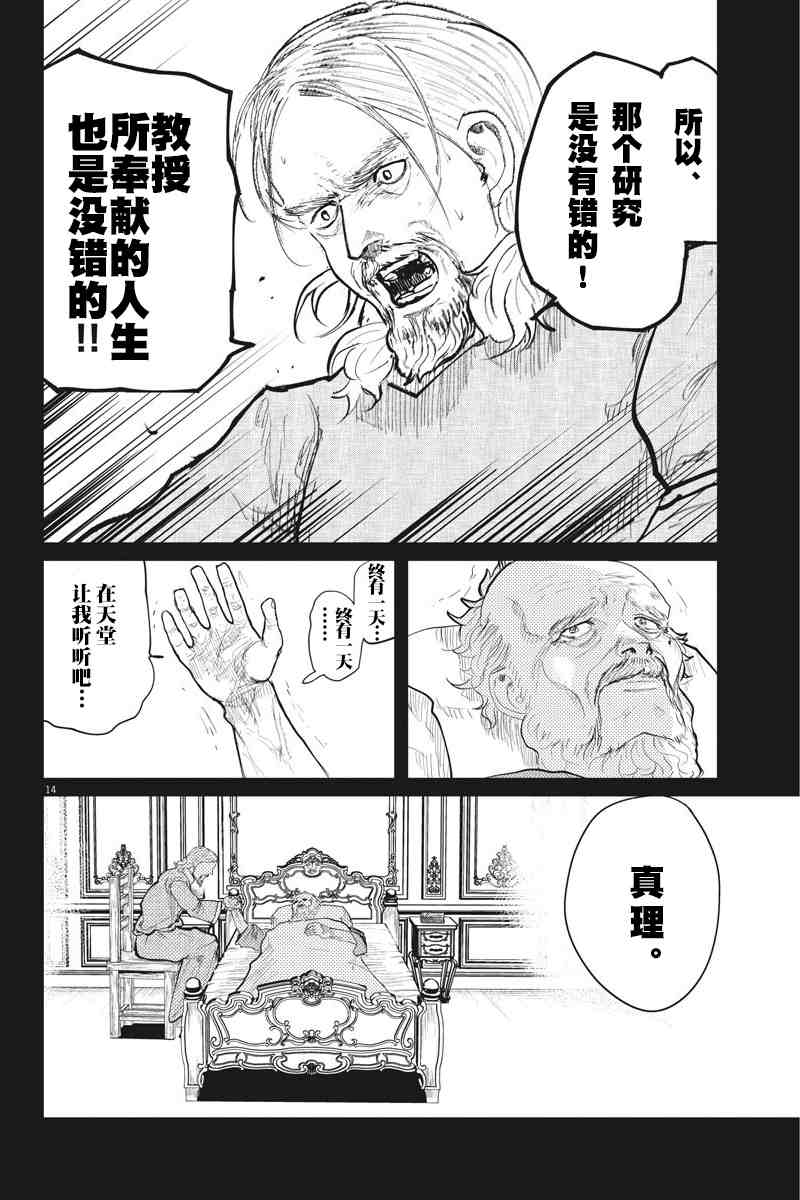 所以、
那个研究
是没有错的！
教授
所奉献的人生
也是没错的!!
终有一天…
终有一天
……
在天堂
让我听听吧…
14
真理。